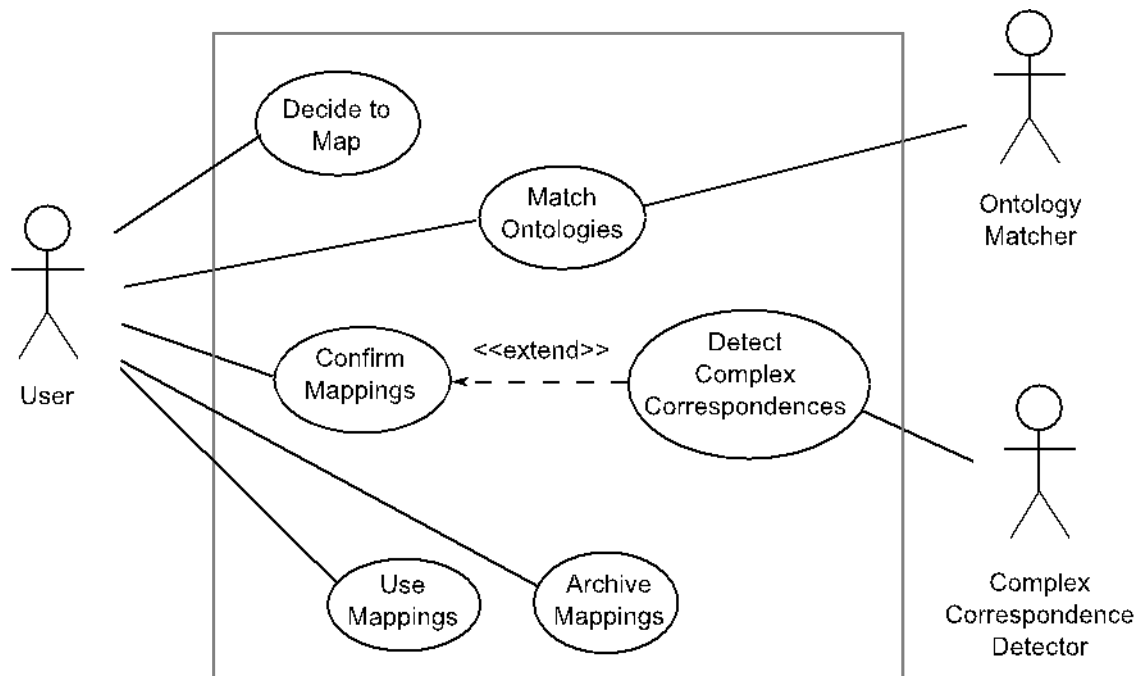 Decide to
Map
Match
Ontologies
Ontology
Matcher
User
Confirm
Mappings
<<extend>>
Detect
Complex
Correspondences
Use
Mappings
Archive
Mappings
Complex
Correspondence
Detector